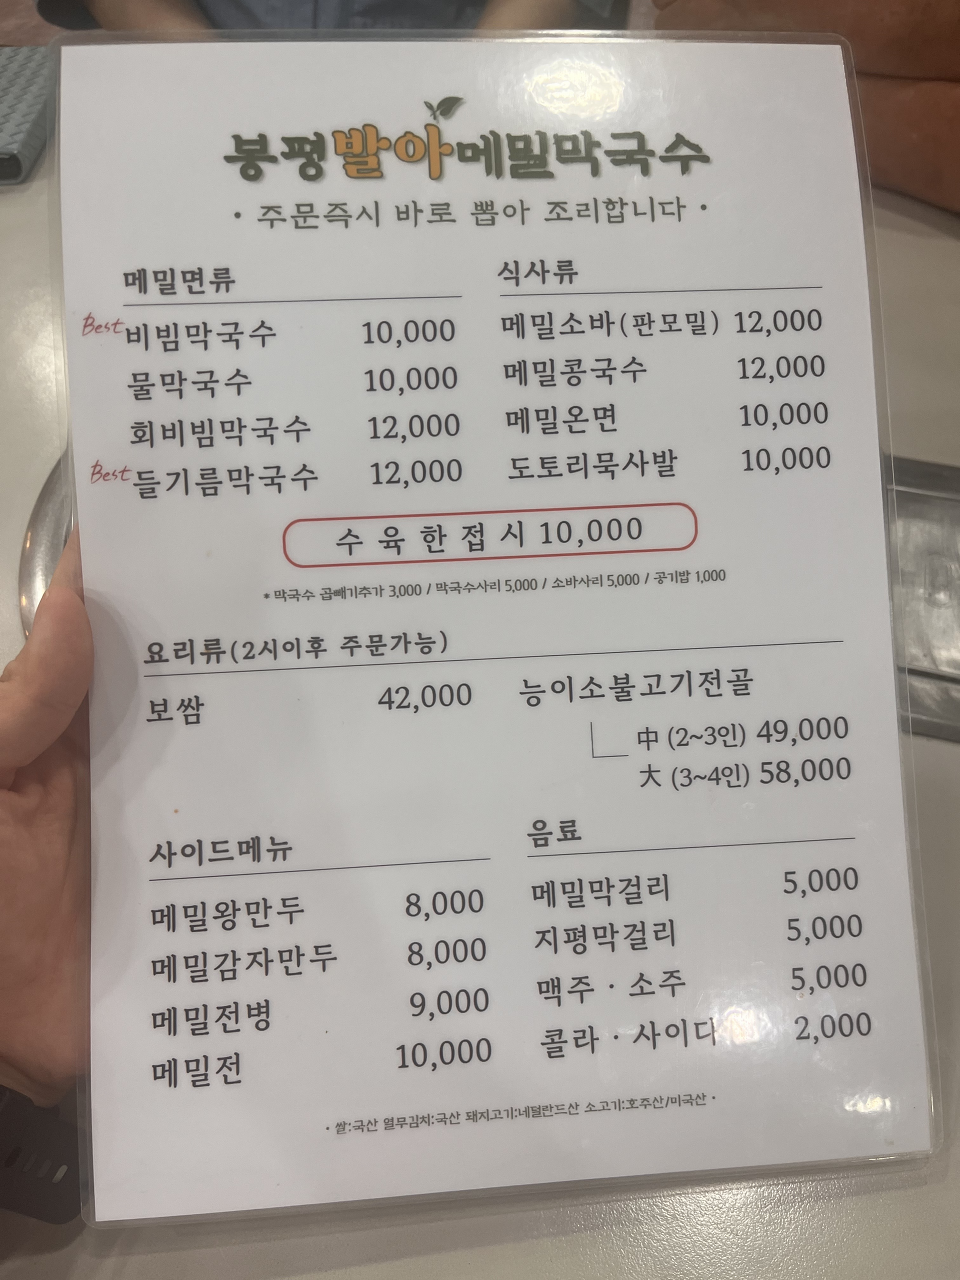 봉평발아메밀막국수
· 주문즉시 바로 뽑아 조리합니다 ·
메밀면류
Best 비빔막국수 10,000
물막국수 10,000
회비빔막국수 12,000
Best 들기름막국수 12,000
식사류
메밀소바(판모밀) 12,000
메밀콩국수 12,000
메밀온면 10,000
도토리묵사발 10,000
수육한접시 10,000
* 막국수 곱빼기추가 3,000 / 막국수사리 5,000 / 소바사리 5,000 / 공기밥 1,000
요리류(2시이후 주문가능)
보쌈 42,000
능이소불고기전골
中 (2~3인) 49,000
大 (3~4인) 58,000
사이드메뉴
메밀왕만두 8,000
메밀감자만두 8,000
메밀전병 9,000
메밀전 10,000
음료
메밀막걸리 5,000
지평막걸리 5,000
맥주 · 소주 5,000
콜라 · 사이다 2,000
· 쌀:국산 열무김치:국산 돼지고기:네덜란드산 소고기:호주산/미국산 ·